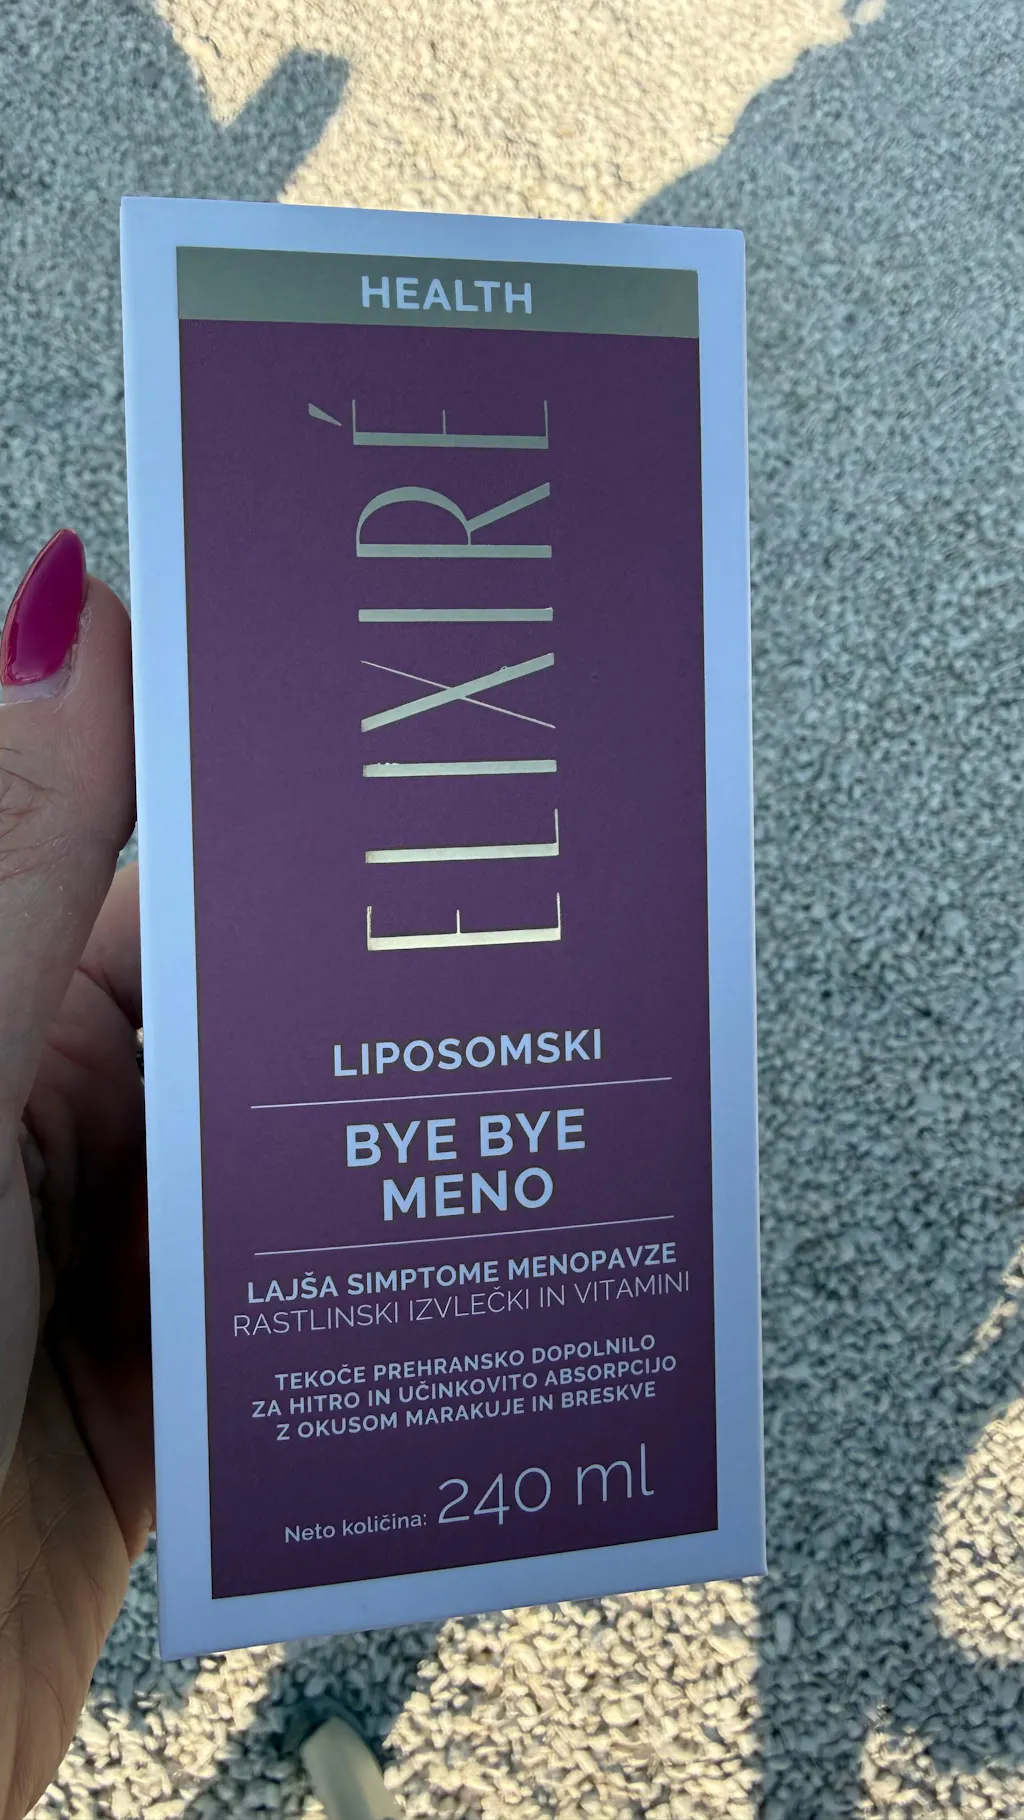 HEALTH
ELIXIRÉ
LIPOSOMSKI
BYE BYE
MENO
LAJŠA SIMPTOME MENOPAVZE
RASTLINSKI IZVLEČKI IN VITAMINI
TEKOČE PREHRANSKO DOPOLNILO
ZA HITRO IN UČINKOVITO ABSORPCIJO
Z OKUSOM MARAKUJE IN BRESKVE
Neto količina: 240 ml